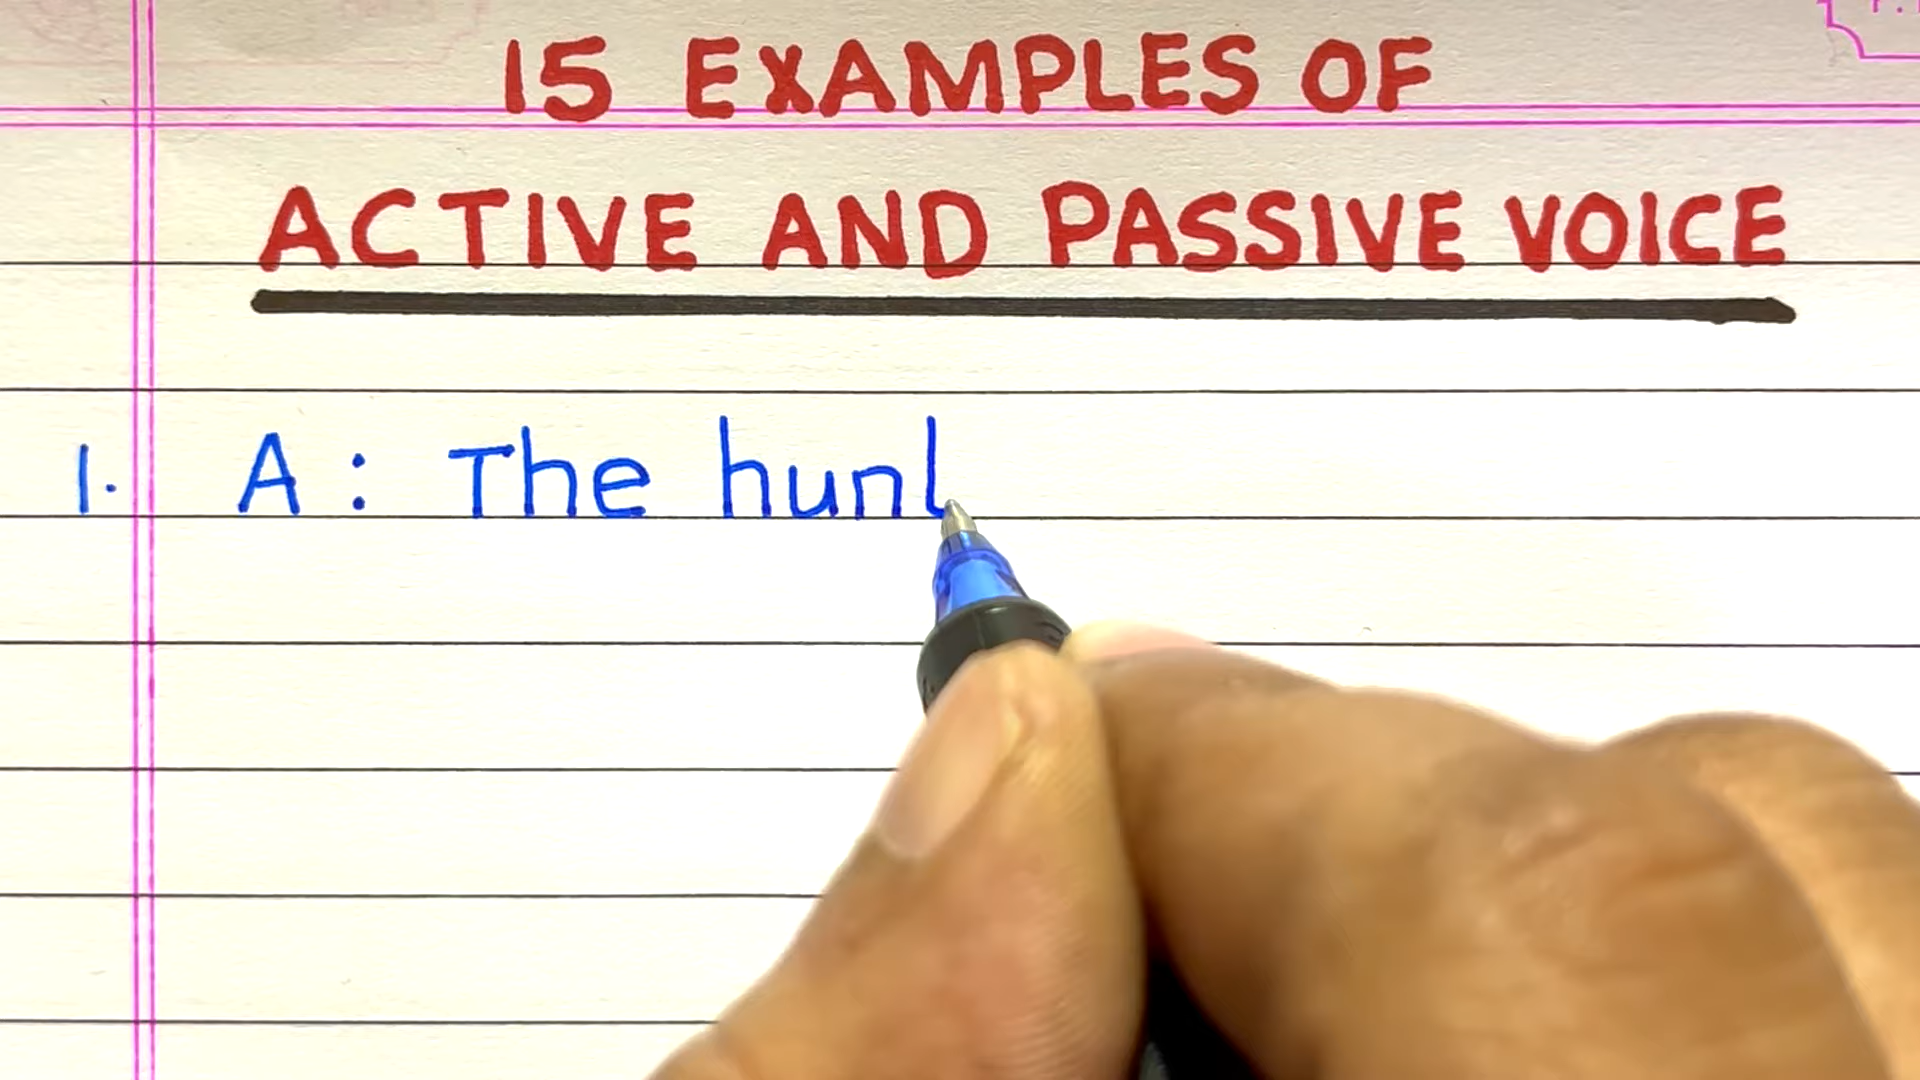 15 EXAMPLES OF
ACTIVE AND PASSIVE VOICE
1. A : The hunl